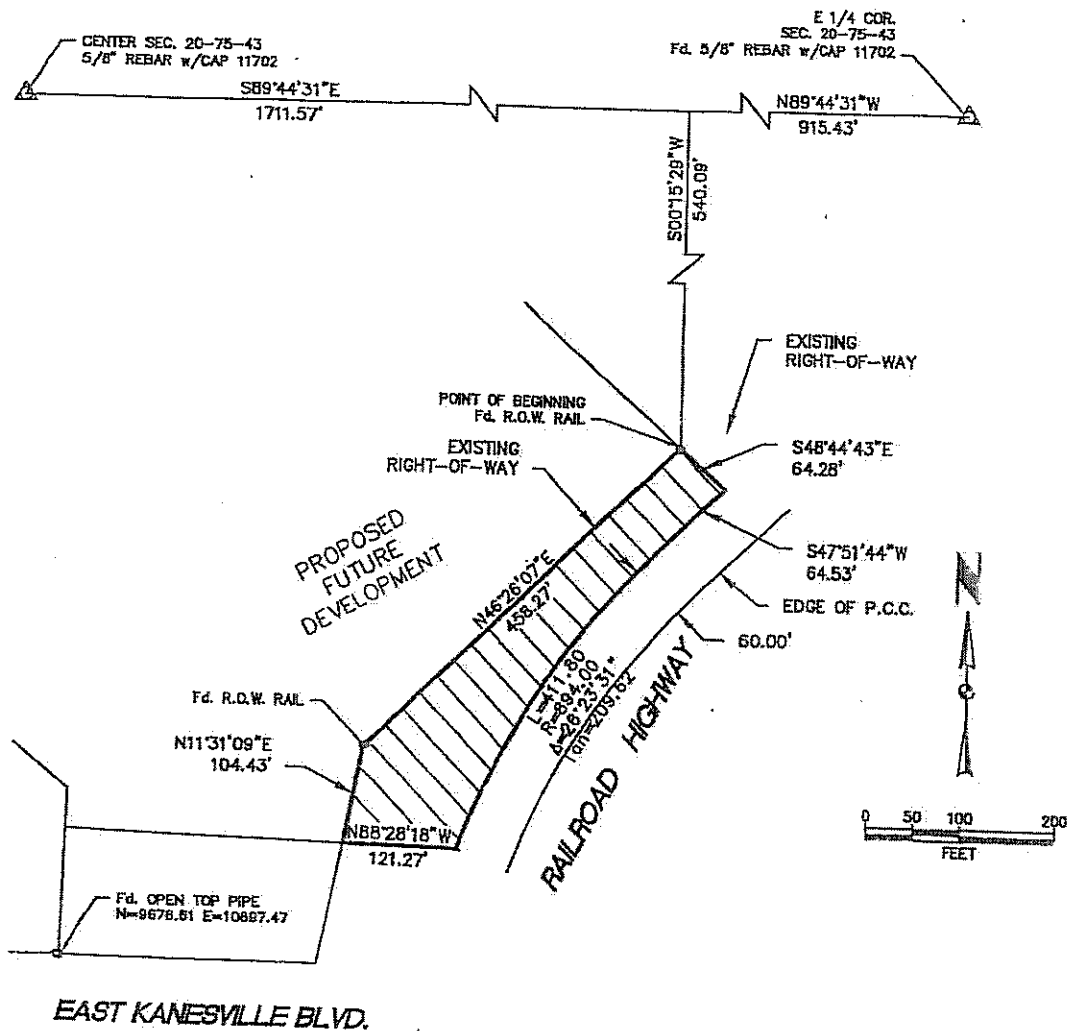 CENTER SEC. 20-75-43
5/8" REBAR w/CAP 11702
E 1/4 COR.
SEC. 20-75-43
Fd. 5/8" REBAR w/CAP 11702
S89°44'31"E
1711.57'
N89°44'31"W
915.43'
S00°15'29"W
540.09'
EXISTING
RIGHT-OF-WAY
POINT OF BEGINNING
Fd. R.O.W. RAIL
EXISTING
RIGHT-OF-WAY
S48°44'43"E
64.28'
PROPOSED
FUTURE
DEVELOPMENT
N46°26'07"E
458.27'
S47°51'44"W
64.53'
EDGE OF P.C.C.
60.00'
N
Fd. R.O.W. RAIL
L=411.80
R=894.00
Δ=26°23'31"
Tan=209.62
RAILROAD HIGHWAY
N11°31'09"E
104.43'
N88°28'18"W
121.27'
0 50 100 200
FEET
Fd. OPEN TOP PIPE
N=9678.61 E=10697.47
EAST KANESVILLE BLVD.